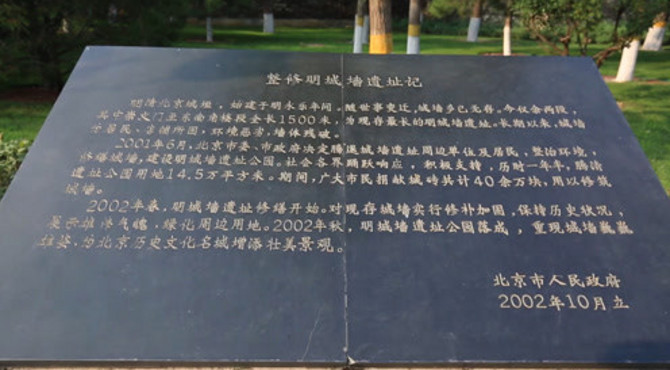 整修明城墙遗址记
明清北京城垣，始建于明永乐年间。随世事变迁，城墙多已无存。今仅余两段，
其中崇文门至东南角楼段全长1500米，为现存最长的明城墙遗址。长期以来，城墙
为居民、
环境恶劣，墙体残破。
2001年6月，北京市委、市政府决定腾退城墙遗址周边单位及居民，整治环境，
修缮城墙，建设明城墙遗址公园。社会各界踊跃响应，积极支持，历时一年半，腾清
遗址公园用地14.5万平方米。期间，广大市民捐献城砖共计40余万块，用以修筑
城墙。
2002年春，明城墙遗址修缮开始。对现存城墙实行修补加固，保持历史状况，
展示雄浑气魄，绿化周边用地。2002年秋，明城墙遗址公园落成，重现城墙巍巍
雄姿，为北京历史文化名城增添壮美景观。
北京市人民政府
2002年10月立